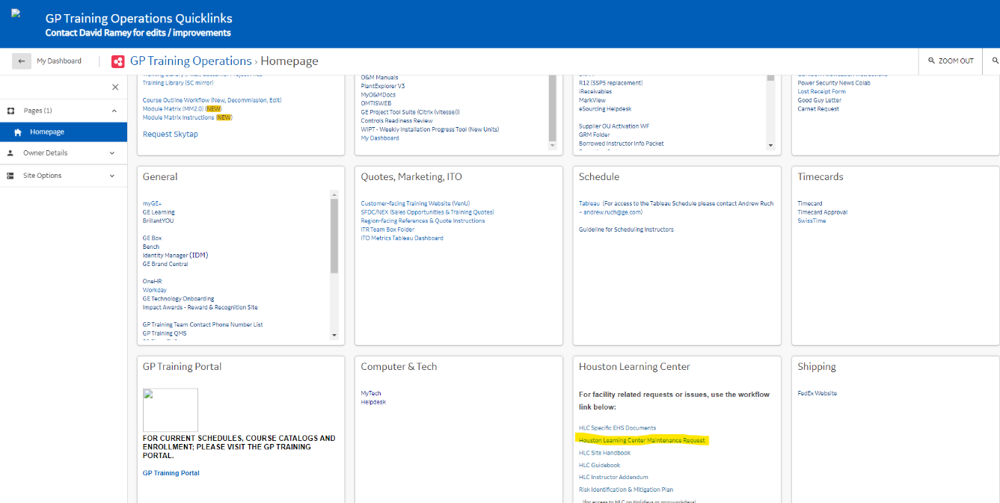 GP Training Operations Quicklinks
Contact David Ramey for edits / improvements
My Dashboard
GP Training Operations › Homepage
ZOOM OUT
Pages (1)
Homepage
Owner Details
Site Options
Training Library (SC mirror)
Course Outline Workflow (New, Decommission, Edit)
Module Matrix (MM2.0) (NEW)
Module Matrix Instructions (NEW)
Request Skytap
O&M Manuals
PlantExplorer V3
MyO&MDocs
OMTISWEB
GE Project Tool Suite (Citrix (vitesse))
Controls Readiness Review
WIPT - Weekly Installation Progress Tool (New Units)
My Dashboard
R12 (SSP5 replacement)
iReceivables
MarkView
eSourcing Helpdesk
Supplier OU Activation WF
GRM Folder
Borrowed Instructor Info Packet
Power Security News Colab
Lost Receipt Form
Good Guy Letter
Carnet Request
General
myGE+
GE Learning
BrilliantYOU
GE Box
Bench
Identity Manager (IDM)
GE Brand Central
OneHR
Workday
GE Technology Onboarding
Impact Awards - Reward & Recognition Site
GP Training Team Contact Phone Number List
GP Training QMS
Quotes, Marketing, ITO
Customer-facing Training Website (VenU)
SFDC/NEX (Sales Opportunities & Training Quotes)
Region-facing References & Quote Instructions
ITR Team Box Folder
ITO Metrics Tableau Dashboard
Schedule
Tableau (For access to the Tableau Schedule please contact Andrew Ruch
– andrew.ruch@ge.com)
Guideline for Scheduling Instructors
Timecards
Timecard
Timecard Approval
SwissTime
GP Training Portal
FOR CURRENT SCHEDULES, COURSE CATALOGS AND
ENROLLMENT; PLEASE VISIT THE GP TRAINING
PORTAL.
GP Training Portal
Computer & Tech
MyTech
Helpdesk
Houston Learning Center
For facility related requests or issues, use the workflow
link below:
HLC Specific EHS Documents
Houston Learning Center Maintenance Request
HLC Site Handbook
HLC Guidebook
HLC Instructor Addendum
Risk Identification & Mitigation Plan
(for access to HLC on Holidays or nonworkdays)
Shipping
FedEx Website